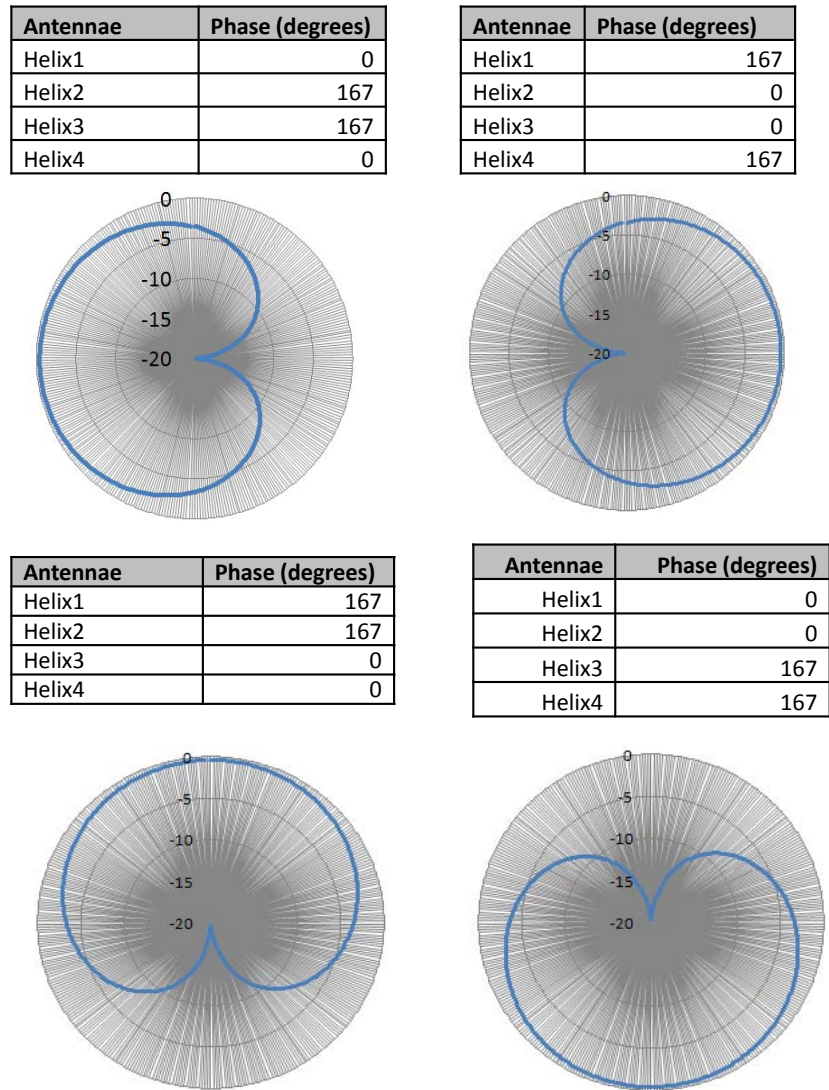 Antennae Phase (degrees)
Helix1 0
Helix2 167
Helix3 167
Helix4 0
Antennae Phase (degrees)
Helix1 167
Helix2 0
Helix3 0
Helix4 167
0
-5
-10
-15
-20
0
-5
-10
-15
-20
Antennae Phase (degrees)
Helix1 167
Helix2 167
Helix3 0
Helix4 0
Antennae Phase (degrees)
Helix1 0
Helix2 0
Helix3 167
Helix4 167
0
-5
-10
-15
-20
0
-5
-10
-15
-20